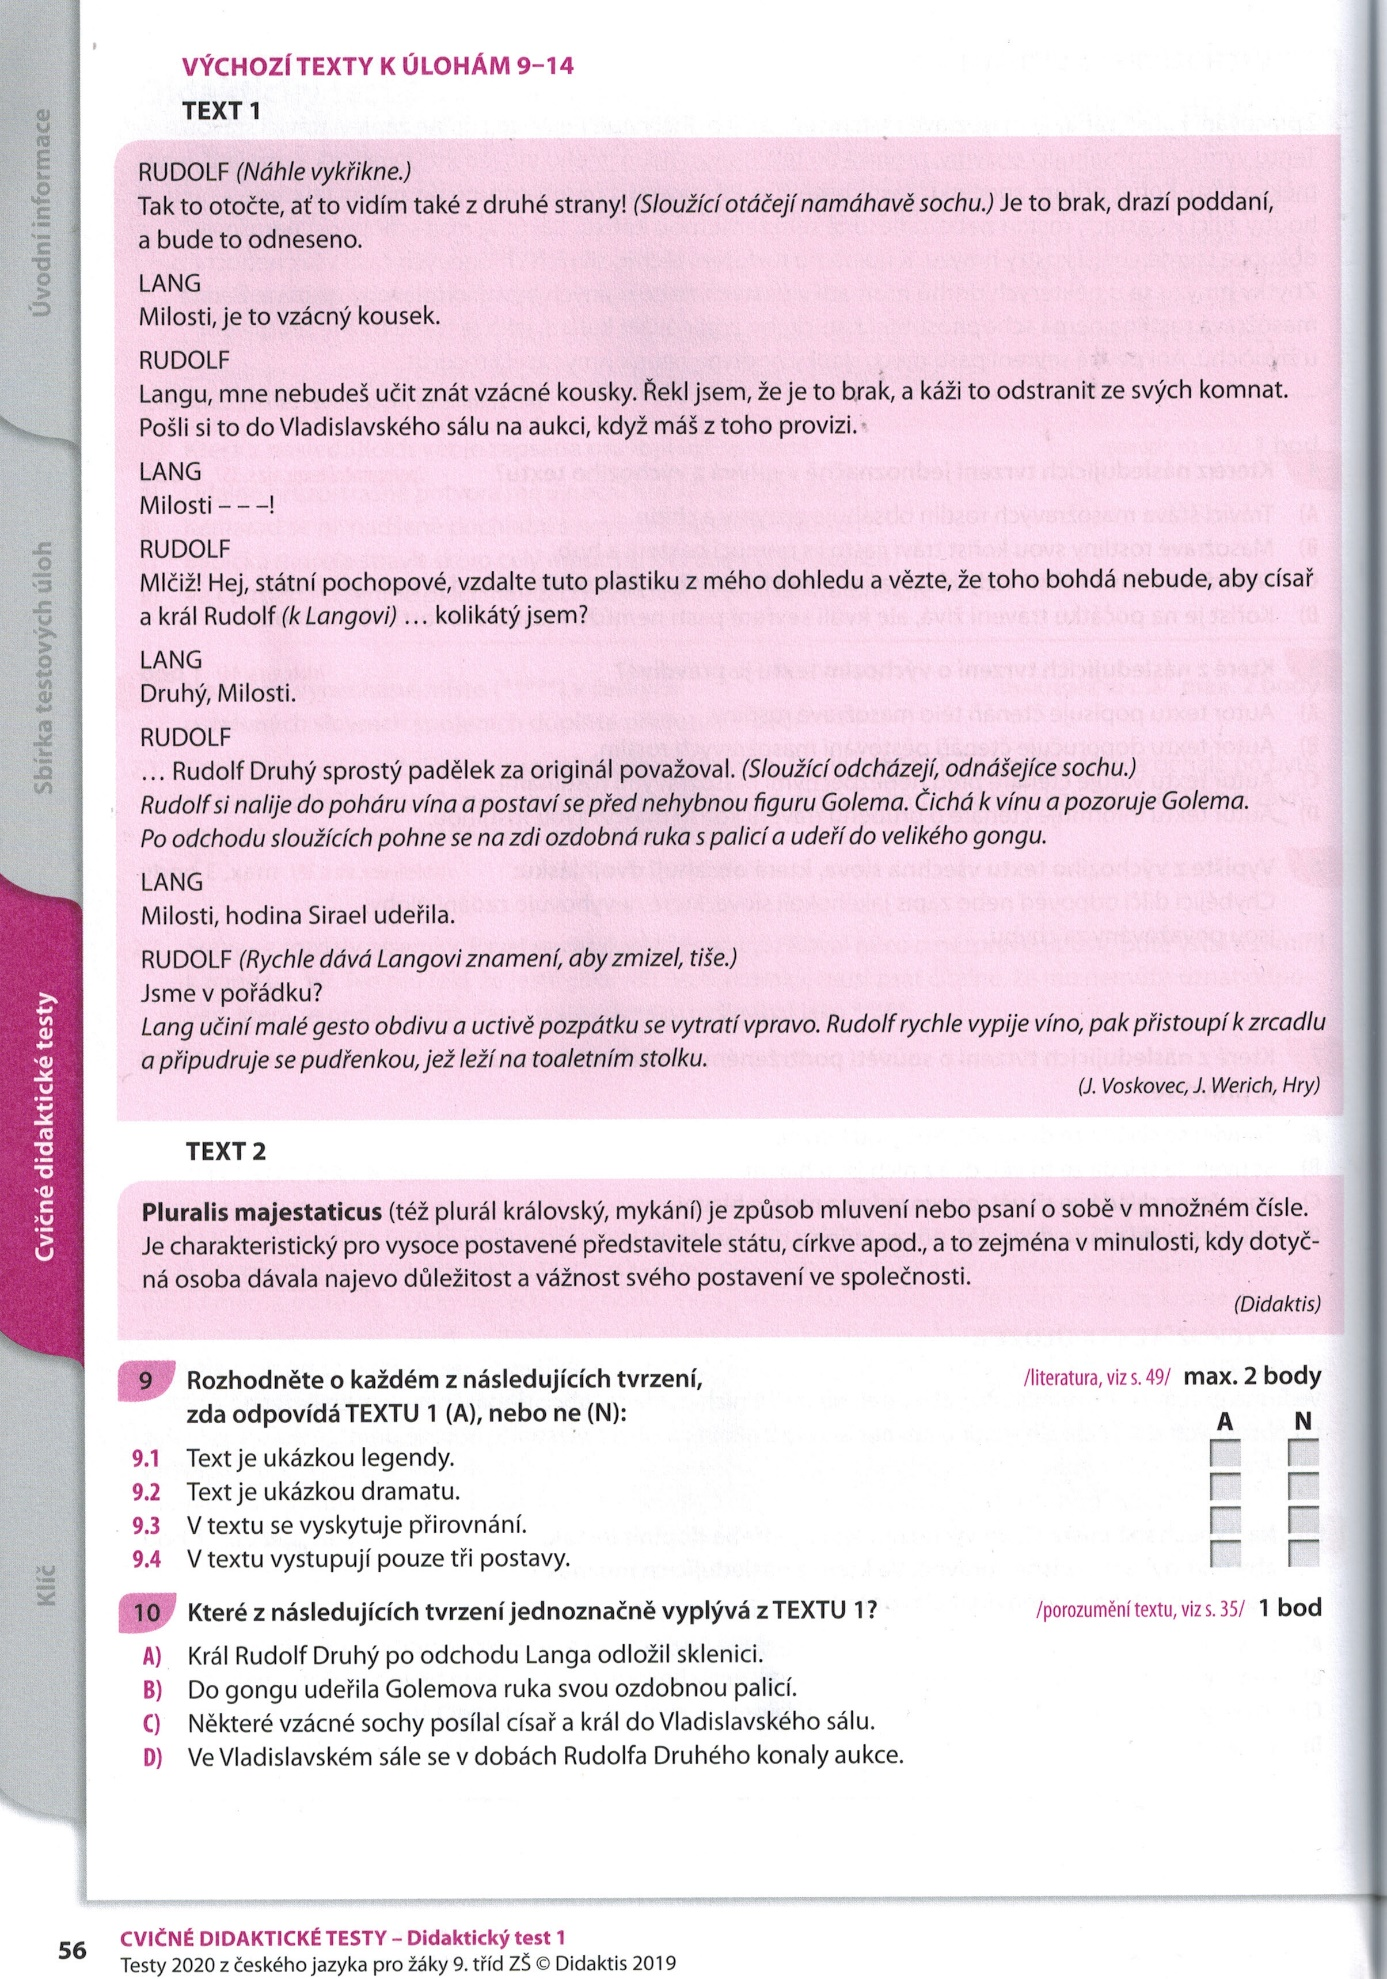 VÝCHOZÍ TEXTY K ÚLOHÁM 9–14
TEXT 1
RUDOLF (Náhle vykřikne.)
Tak to otočte, ať to vidím také z druhé strany! (Sloužící otáčejí namáhavě sochu.) Je to brak, drazí poddaní,
a bude to odneseno.
LANG
Milosti, je to vzácný kousek.
RUDOLF
Langu, mne nebudeš učit znát vzácné kousky. Řekl jsem, že je to brak, a káži to odstranit ze svých komnat.
Pošli si to do Vladislavského sálu na aukci, když máš z toho provizi.
LANG
Milosti – – –!
RUDOLF
Mlčiž! Hej, státní pochopové, vzdalte tuto plastiku z mého dohledu a vězte, že toho bohdá nebude, aby císař
a král Rudolf (k Langovi) … kolikátý jsem?
LANG
Druhý, Milosti.
RUDOLF
… Rudolf Druhý sprostý padělek za originál považoval. (Sloužící odcházejí, odnášejíce sochu.)
Rudolf si nalije do poháru vína a postaví se před nehybnou figuru Golema. Čichá k vínu a pozoruje Golema.
Po odchodu sloužících pohne se na zdi ozdobná ruka s palicí a udeří do velikého gongu.
LANG
Milosti, hodina Sirael udeřila.
RUDOLF (Rychle dává Langovi znamení, aby zmizel, tiše.)
Jsme v pořádku?
Lang učiní malé gesto obdivu a uctivě pozpátku se vytratí vpravo. Rudolf rychle vypije víno, pak přistoupí k zrcadlu
a připudruje se pudřenkou, jež leží na toaletním stolku.
(J. Voskovec, J. Werich, Hry)
TEXT 2
Pluralis majestaticus (též plurál královský, mykání) je způsob mluvení nebo psaní o sobě v množném čísle.
Je charakteristický pro vysoce postavené představitele státu, církve apod., a to zejména v minulosti, kdy dotyč-
ná osoba dávala najevo důležitost a vážnost svého postavení ve společnosti.
(Didaktis)
9 Rozhodněte o každém z následujících tvrzení, /literatura, viz s. 49/ max. 2 body
zda odpovídá TEXTU 1 (A), nebo ne (N): A N
9.1 Text je ukázkou legendy.
9.2 Text je ukázkou dramatu.
9.3 V textu se vyskytuje přirovnání.
9.4 V textu vystupují pouze tři postavy.
10 Které z následujících tvrzení jednoznačně vyplývá z TEXTU 1? /porozumění textu, viz s. 35/ 1 bod
A) Král Rudolf Druhý po odchodu Langa odložil sklenici.
B) Do gongu udeřila Golemova ruka svou ozdobnou palicí.
C) Některé vzácné sochy posílal císař a král do Vladislavského sálu.
D) Ve Vladislavském sále se v dobách Rudolfa Druhého konaly aukce.
Úvodní informace
Sbírka testových úloh
Cvičné didaktické testy
Klíč
56 CVIČNÉ DIDAKTICKÉ TESTY – Didaktický test 1
Testy 2020 z českého jazyka pro žáky 9. tříd ZŠ © Didaktis 2019